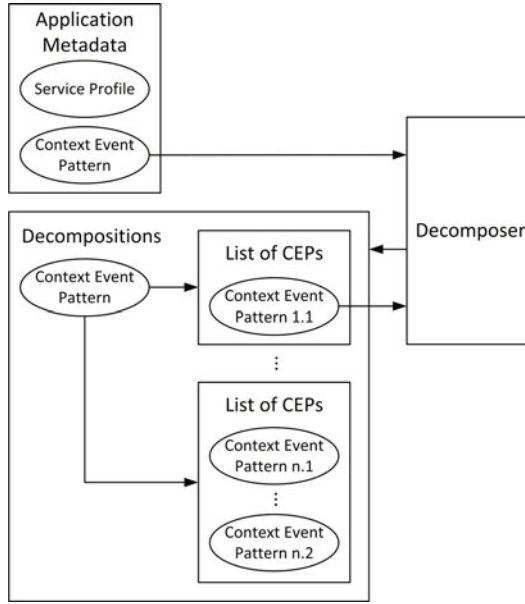 Application
Metadata
Service Profile
Context Event
Pattern
Decomposer
Decompositions
Context Event
Pattern
List of CEPs
Context Event
Pattern 1.1
⋮
List of CEPs
Context Event
Pattern n.1
⋮
Context Event
Pattern n.2